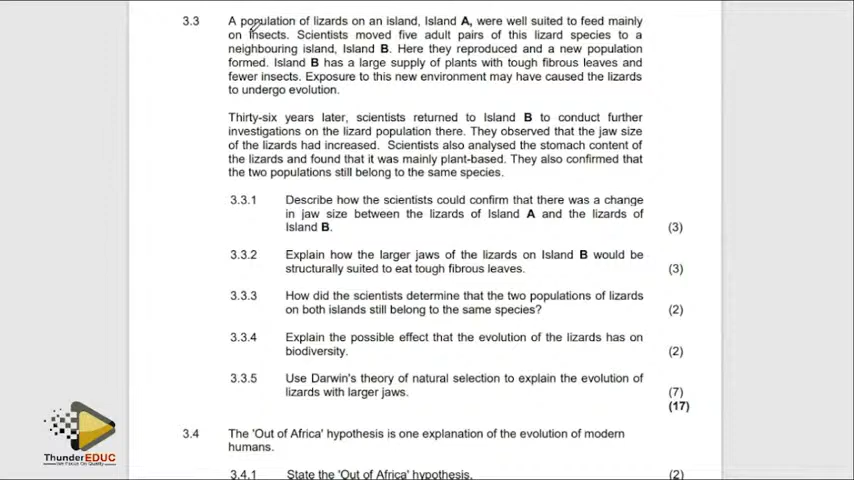 3.3 A population of lizards on an island, Island A, were well suited to feed mainly
on insects. Scientists moved five adult pairs of this lizard species to a
neighbouring island, Island B. Here they reproduced and a new population
formed. Island B has a large supply of plants with tough fibrous leaves and
fewer insects. Exposure to this new environment may have caused the lizards
to undergo evolution.
Thirty-six years later, scientists returned to Island B to conduct further
investigations on the lizard population there. They observed that the jaw size
of the lizards had increased. Scientists also analysed the stomach content of
the lizards and found that it was mainly plant-based. They also confirmed that
the two populations still belong to the same species.
3.3.1 Describe how the scientists could confirm that there was a change
in jaw size between the lizards of Island A and the lizards of
Island B. (3)
3.3.2 Explain how the larger jaws of the lizards on Island B would be
structurally suited to eat tough fibrous leaves. (3)
3.3.3 How did the scientists determine that the two populations of lizards
on both islands still belong to the same species? (2)
3.3.4 Explain the possible effect that the evolution of the lizards has on
biodiversity. (2)
3.3.5 Use Darwin's theory of natural selection to explain the evolution of
lizards with larger jaws. (7)
(17)
3.4 The 'Out of Africa' hypothesis is one explanation of the evolution of modern
humans.
3.4.1 State the 'Out of Africa' hypothesis. (2)
ThunderEDUC
We Focus On Quality